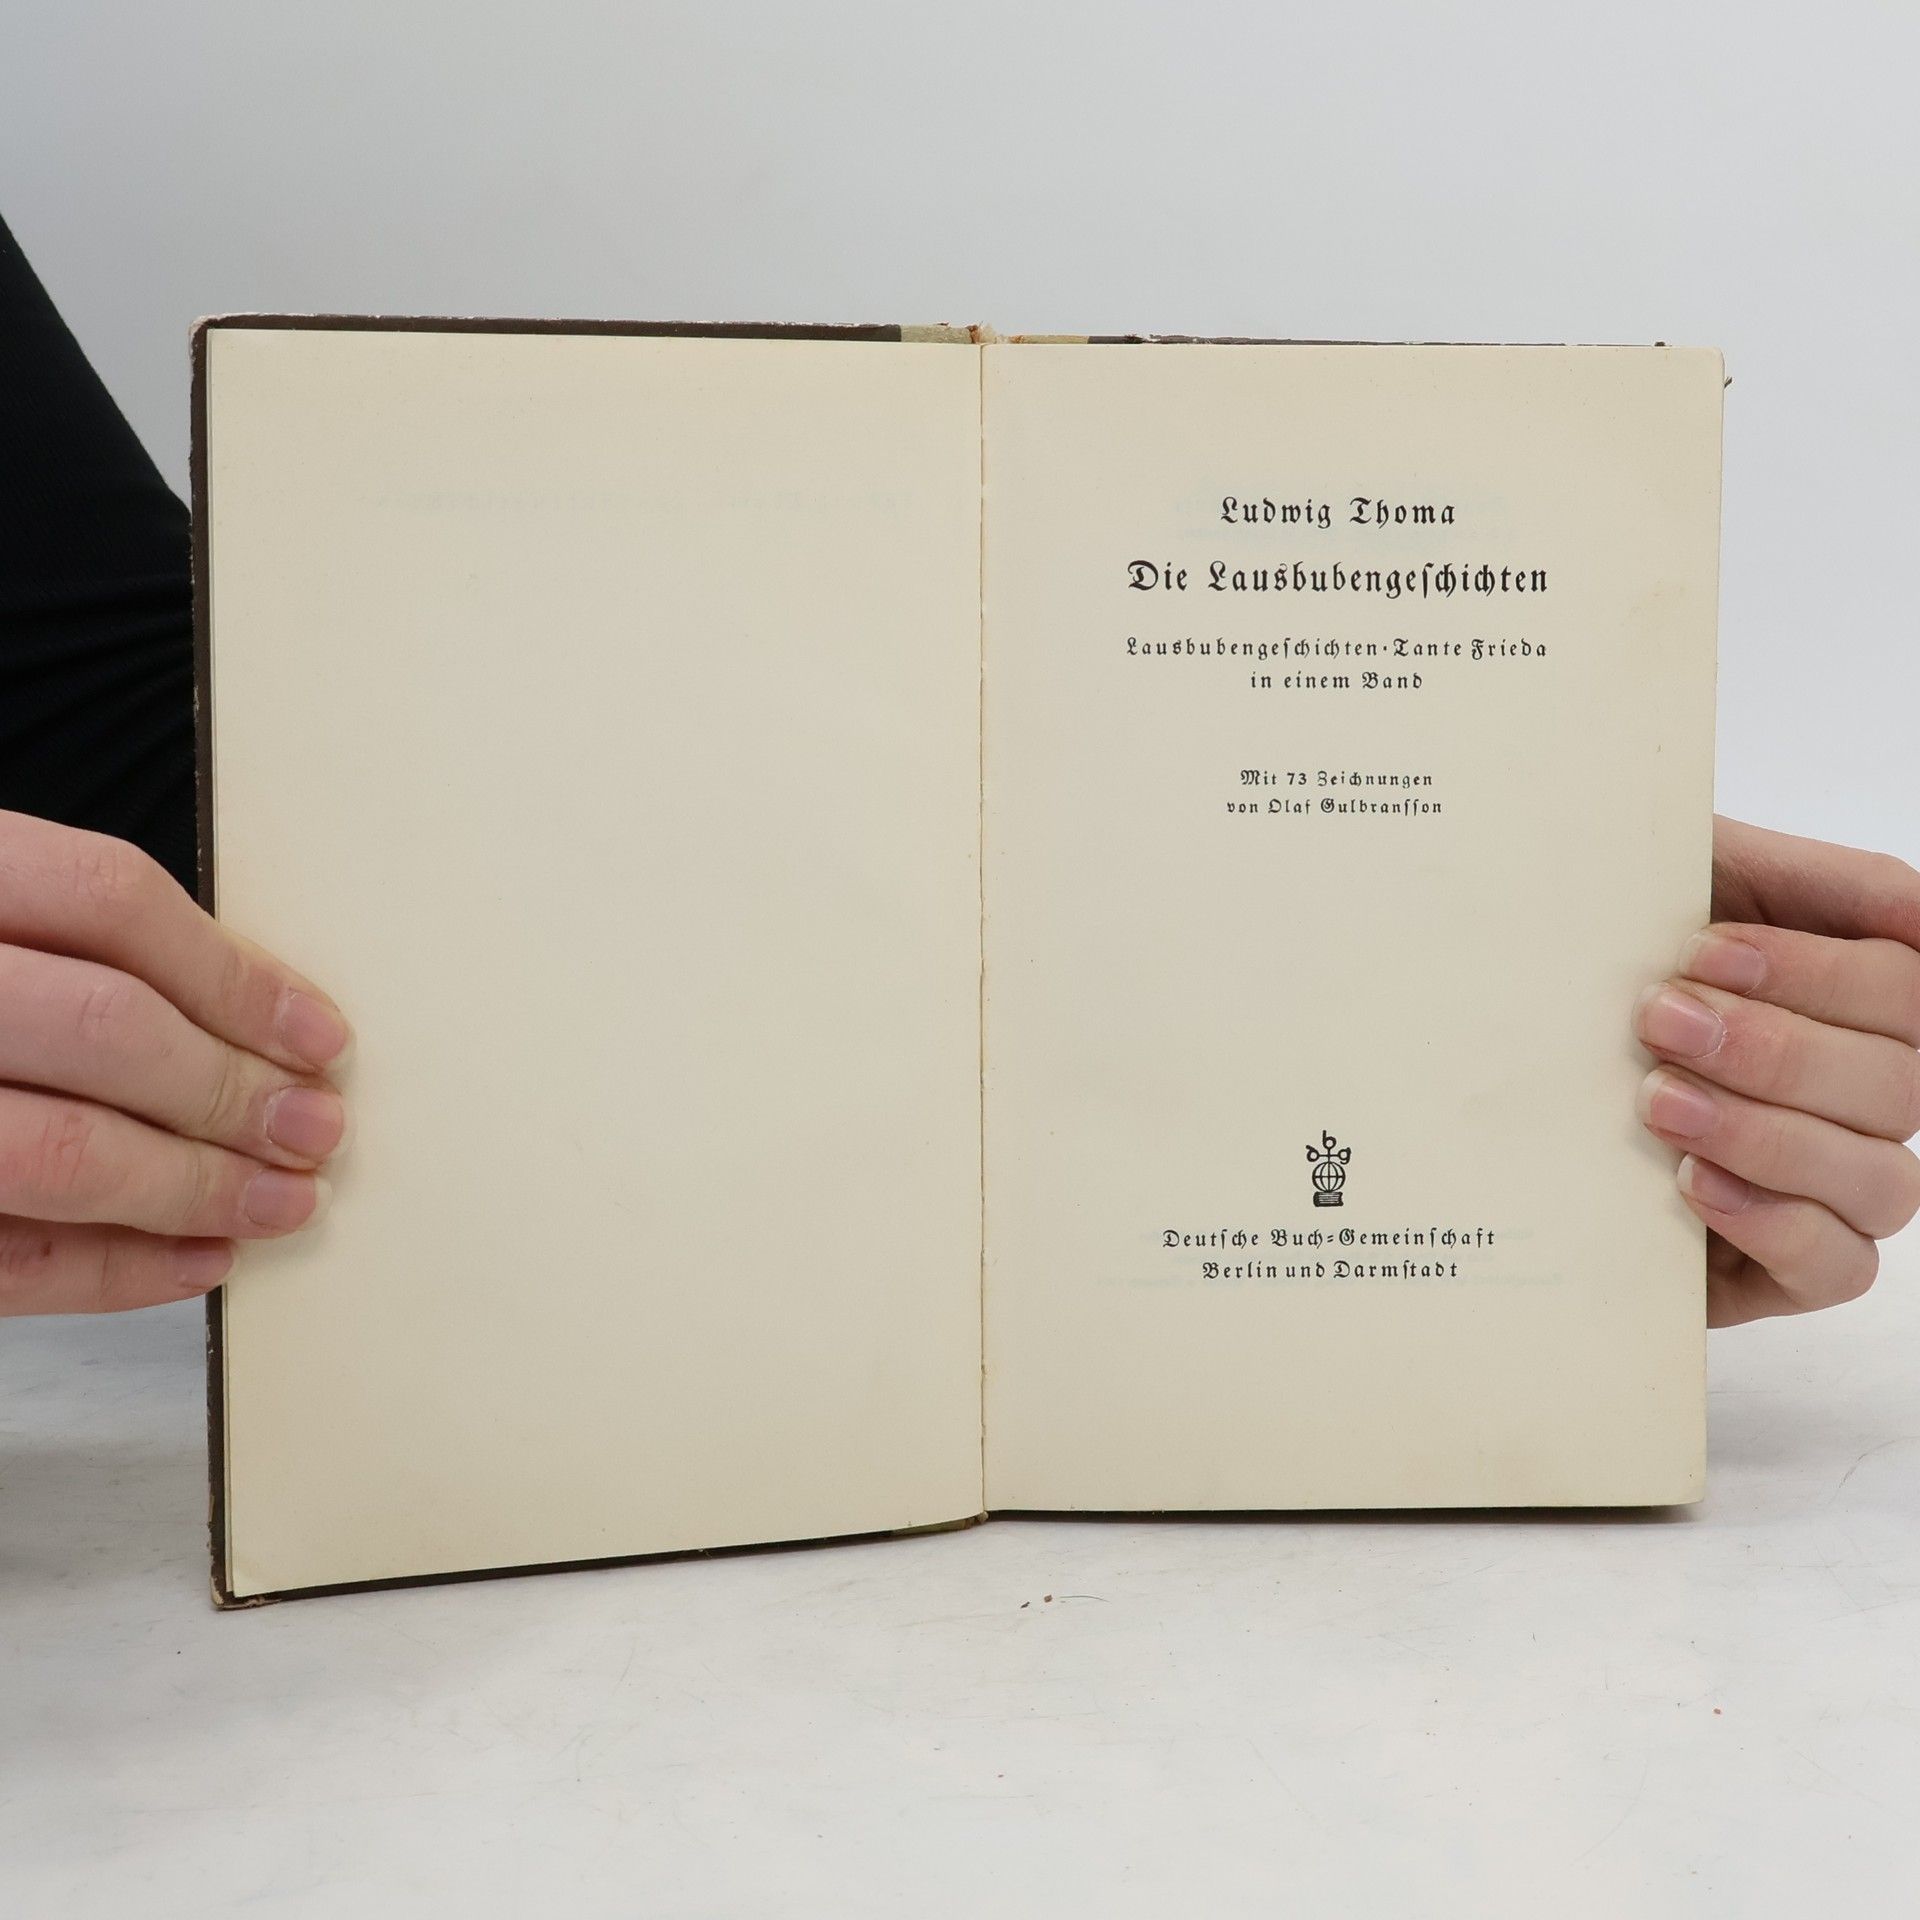 Ludwig Thoma
Die Lausbubengeſchichten
Lausbubengeſchichten · Tante Frieda
in einem Band
Mit 73 Zeichnungen
von Olaf Gulbranſſon
dbg
Deutſche Buch=Gemeinſchaft
Berlin und Darmſtadt